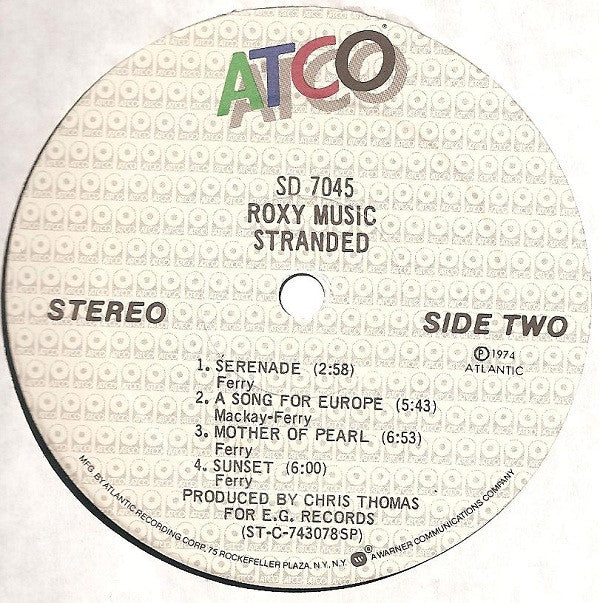 ATCO
SD 7045
ROXY MUSIC
STRANDED
STEREO
SIDE TWO
℗ 1974
ATLANTIC
1. SERENADE (2:58)
Ferry
2. A SONG FOR EUROPE (5:43)
Mackay-Ferry
3. MOTHER OF PEARL (6:53)
Ferry
4. SUNSET (6:00)
Ferry
PRODUCED BY CHRIS THOMAS
FOR E.G. RECORDS
(ST-C-743078SP)
MFG. BY ATLANTIC RECORDING CORP. 75 ROCKEFELLER PLAZA, N.Y., N.Y. ® A WARNER COMMUNICATIONS COMPANY